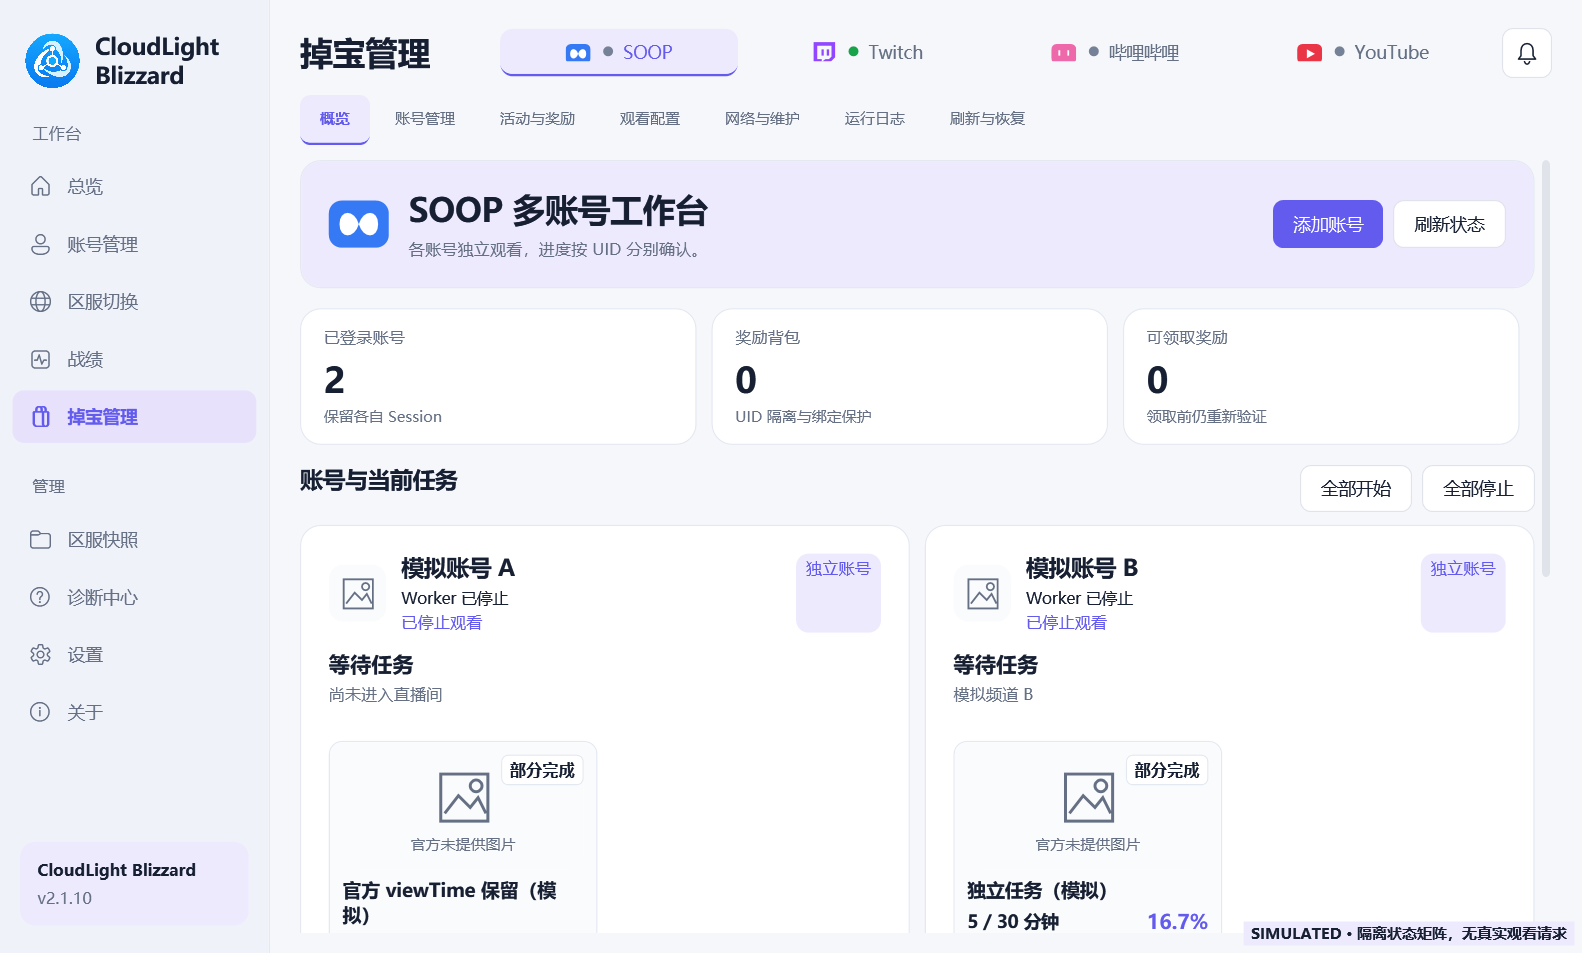 CloudLight
Blizzard
工作台
总览
账号管理
区服切换
战绩
掉宝管理
管理
区服快照
诊断中心
设置
关于
CloudLight Blizzard
v2.1.10
掉宝管理
SOOP
Twitch
哔哩哔哩
YouTube
概览
账号管理
活动与奖励
观看配置
网络与维护
运行日志
刷新与恢复
SOOP 多账号工作台
各账号独立观看，进度按 UID 分别确认。
添加账号
刷新状态
已登录账号
2
保留各自 Session
奖励背包
0
UID 隔离与绑定保护
可领取奖励
0
领取前仍重新验证
账号与当前任务
全部开始
全部停止
模拟账号 A
Worker 已停止
已停止观看
独立账号
等待任务
尚未进入直播间
部分完成
官方未提供图片
官方 viewTime 保留（模
拟）
模拟账号 B
Worker 已停止
已停止观看
独立账号
等待任务
模拟频道 B
部分完成
官方未提供图片
独立任务（模拟）
5 / 30 分钟
16.7%
SIMULATED • 隔离状态矩阵，无真实观看请求